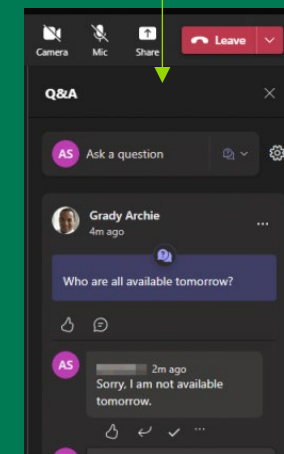 Camera Mic Share Leave
Q&A
AS Ask a question
Grady Archie
4m ago
Who are all available tomorrow?
AS 2m ago
Sorry, I am not available
tomorrow.